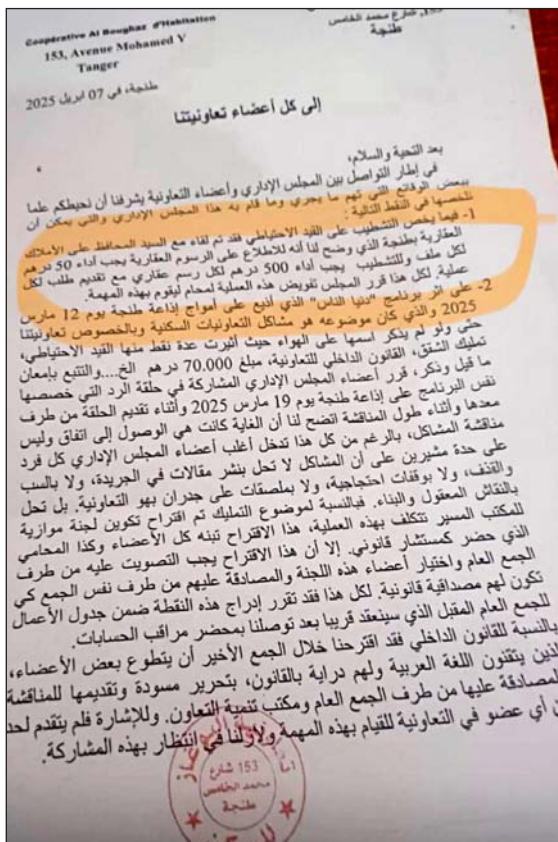 Coopérative Al Boughaz d'Habitation
153, Avenue Mohamed V
Tanger
153، شارع محمد الخامس
طنجة
طنجة، في 07 ابريل 2025
إلى كل أعضاء تعاونيتنا
بعد التحية والسلام،
في إطار التواصل بين المجلس الإداري وأعضاء التعاونية يشرفنا أن نحيطكم علما
ببعض الوقائع التي تهم ما يجري وما قام به هذا المجلس الإداري والتي يمكن أن
نلخصها في النقط التالية :
1- فيما يخص التشطيب على القيد الاحتياطي فقد تم لقاء مع السيد المحافظ على الأملاك
العقارية بطنجة الذي وضح لنا أنه للاطلاع على الرسوم العقارية يجب أداء 50 درهم
لكل ملف وللتشطيب يجب أداء 500 درهم لكل رسم عقاري مع تقديم طلب لكل
عملية. لكل هذا قرر المجلس تفويض هذه العملية لمحام ليقوم بهذه المهمة.
2- على اثر برنامج "دنيا الناس" الذي أذيع على أمواج إذاعة طنجة يوم 12 مارس
2025 والذي كان موضوعه هو مشاكل التعاونيات السكنية وبالخصوص تعاونيتنا
حتى ولو لم يذكر اسمها على الهواء حيث أثيرت عدة نقط منها القيد الاحتياطي،
تمليك الشقق، القانون الداخلي للتعاونية، مبلغ 70.000 درهم الخ....والتتبع بإمعان
ما قيل وذكر، قرر أعضاء المجلس الإداري المشاركة في حلقة الرد التي خصصها
نفس البرنامج على إذاعة طنجة يوم 19 مارس 2025 وأثناء تقديم الحلقة من طرف
معدها وأثناء طول المناقشة اتضح لنا أن الغاية كانت هي الوصول إلى اتفاق وليس
مناقشة المشاكل، بالرغم من كل هذا تدخل أغلب أعضاء المجلس الإداري كل فرد
على حدة مشيرين على أن المشاكل لا تحل بنشر مقالات في الجريدة، ولا بالسب
والقذف، ولا بوقفات احتجاجية، ولا بملصقات على جدران بهو التعاونية. بل تحل
بالنقاش المعقول والبناء. فبالنسبة لموضوع التمليك تم اقتراح تكوين لجنة موازية
للمكتب المسير تتكلف بهذه العملية، هذا الاقتراح تبنه كل الأعضاء وكذا المحامي
الذي حضر كمستشار قانوني. إلا أن هذا الاقتراح يجب التصويت عليه من طرف
الجمع العام واختيار أعضاء هذه اللجنة والمصادقة عليهم من طرف نفس الجمع كي
تكون لهم مصداقية قانونية. لكل هذا فقد تقرر إدراج هذه النقطة ضمن جدول الأعمال
للجمع العام المقبل الذي سينعقد قريبا بعد توصلنا بمحضر مراقب الحسابات.
بالنسبة للقانون الداخلي فقد اقترحنا خلال الجمع الأخير أن يتطوع بعض الأعضاء،
الذين يتقنون اللغة العربية ولهم دراية بالقانون، بتحرير مسودة وتقديمها للمناقشة
المصادقة عليها من طرف الجمع العام ومكتب تنمية التعاون. وللإشارة فلم يتقدم لحد
أي عضو في التعاونية للقيام بهذه المهمة ولازلنا في انتظار بهذه المشاركة.
153 شارع
محمد الخامس
طنجة